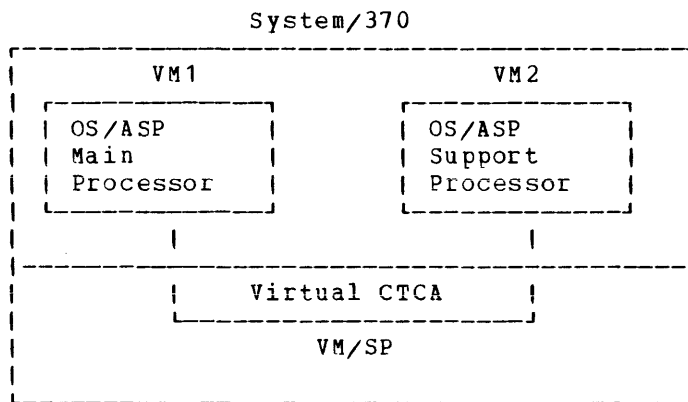 System/370
VM1 VM2
OS/ASP OS/ASP
Main Support
Processor Processor
Virtual CTCA
VM/SP